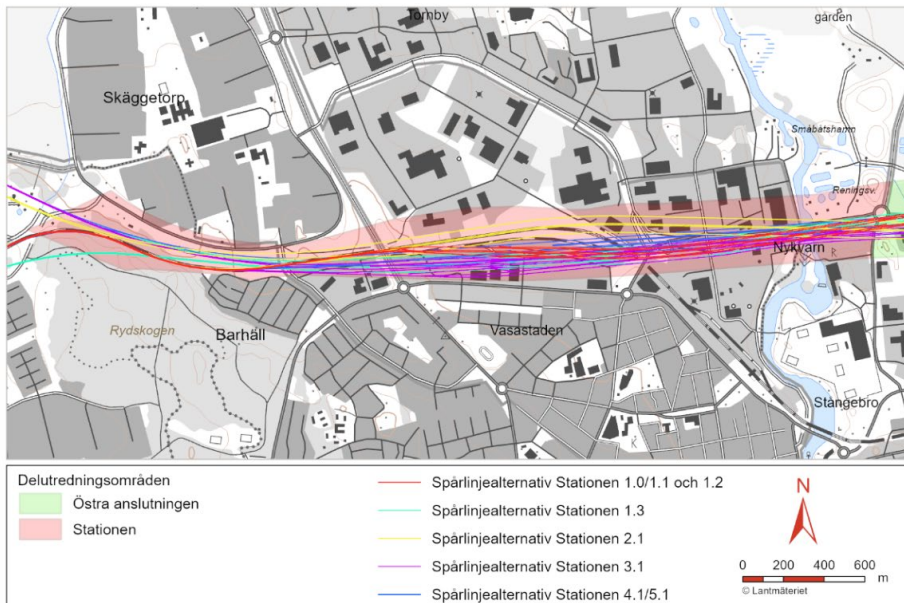 Tornby
gården
Skäggetorp
Småbåtshamn
Reningsv.
Nykvarn
Rydskogen
Barhäll
Vasastaden
Stångebro
Delutredningsområden
Östra anslutningen
Stationen
Spårlinjealternativ Stationen 1.0/1.1 och 1.2
Spårlinjealternativ Stationen 1.3
Spårlinjealternativ Stationen 2.1
Spårlinjealternativ Stationen 3.1
Spårlinjealternativ Stationen 4.1/5.1
N
0 200 400 600
m
© Lantmäteriet